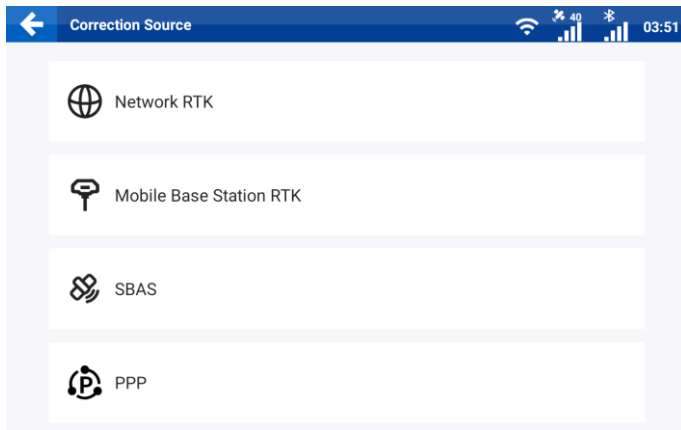 Correction Source
40
03:51
Network RTK
Mobile Base Station RTK
SBAS
P
PPP